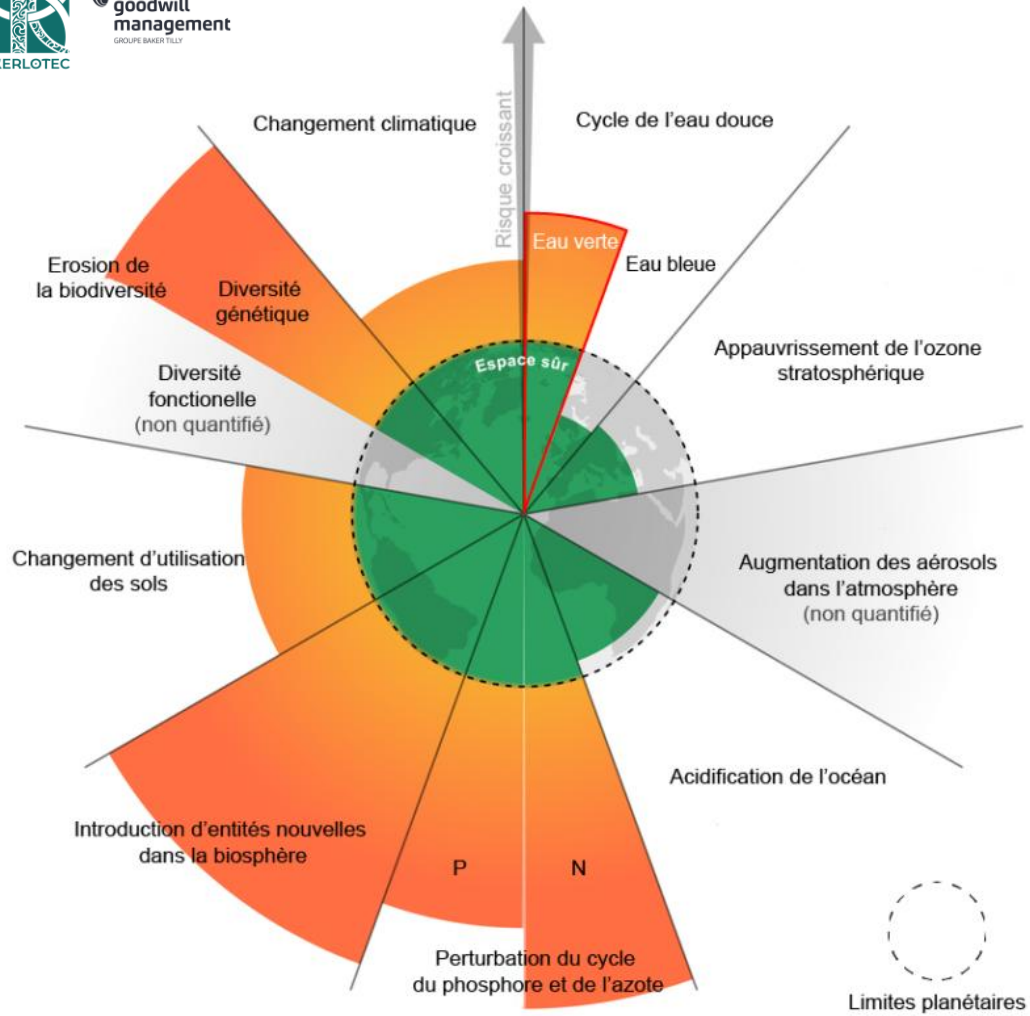 goodwill
management
GROUPE BAKER TILLY
KERLOTEC
Changement climatique
Risque croissant
Cycle de l'eau douce
Eau verte
Eau bleue
Erosion de
la biodiversité
Diversité
génétique
Espace sûr
Appauvrissement de l'ozone
stratosphérique
Diversité
fonctionelle
(non quantifié)
Changement d'utilisation
des sols
Augmentation des aérosols
dans l'atmosphère
(non quantifié)
Acidification de l'océan
Introduction d'entités nouvelles
dans la biosphère
P
N
Perturbation du cycle
du phosphore et de l'azote
Limites planétaires